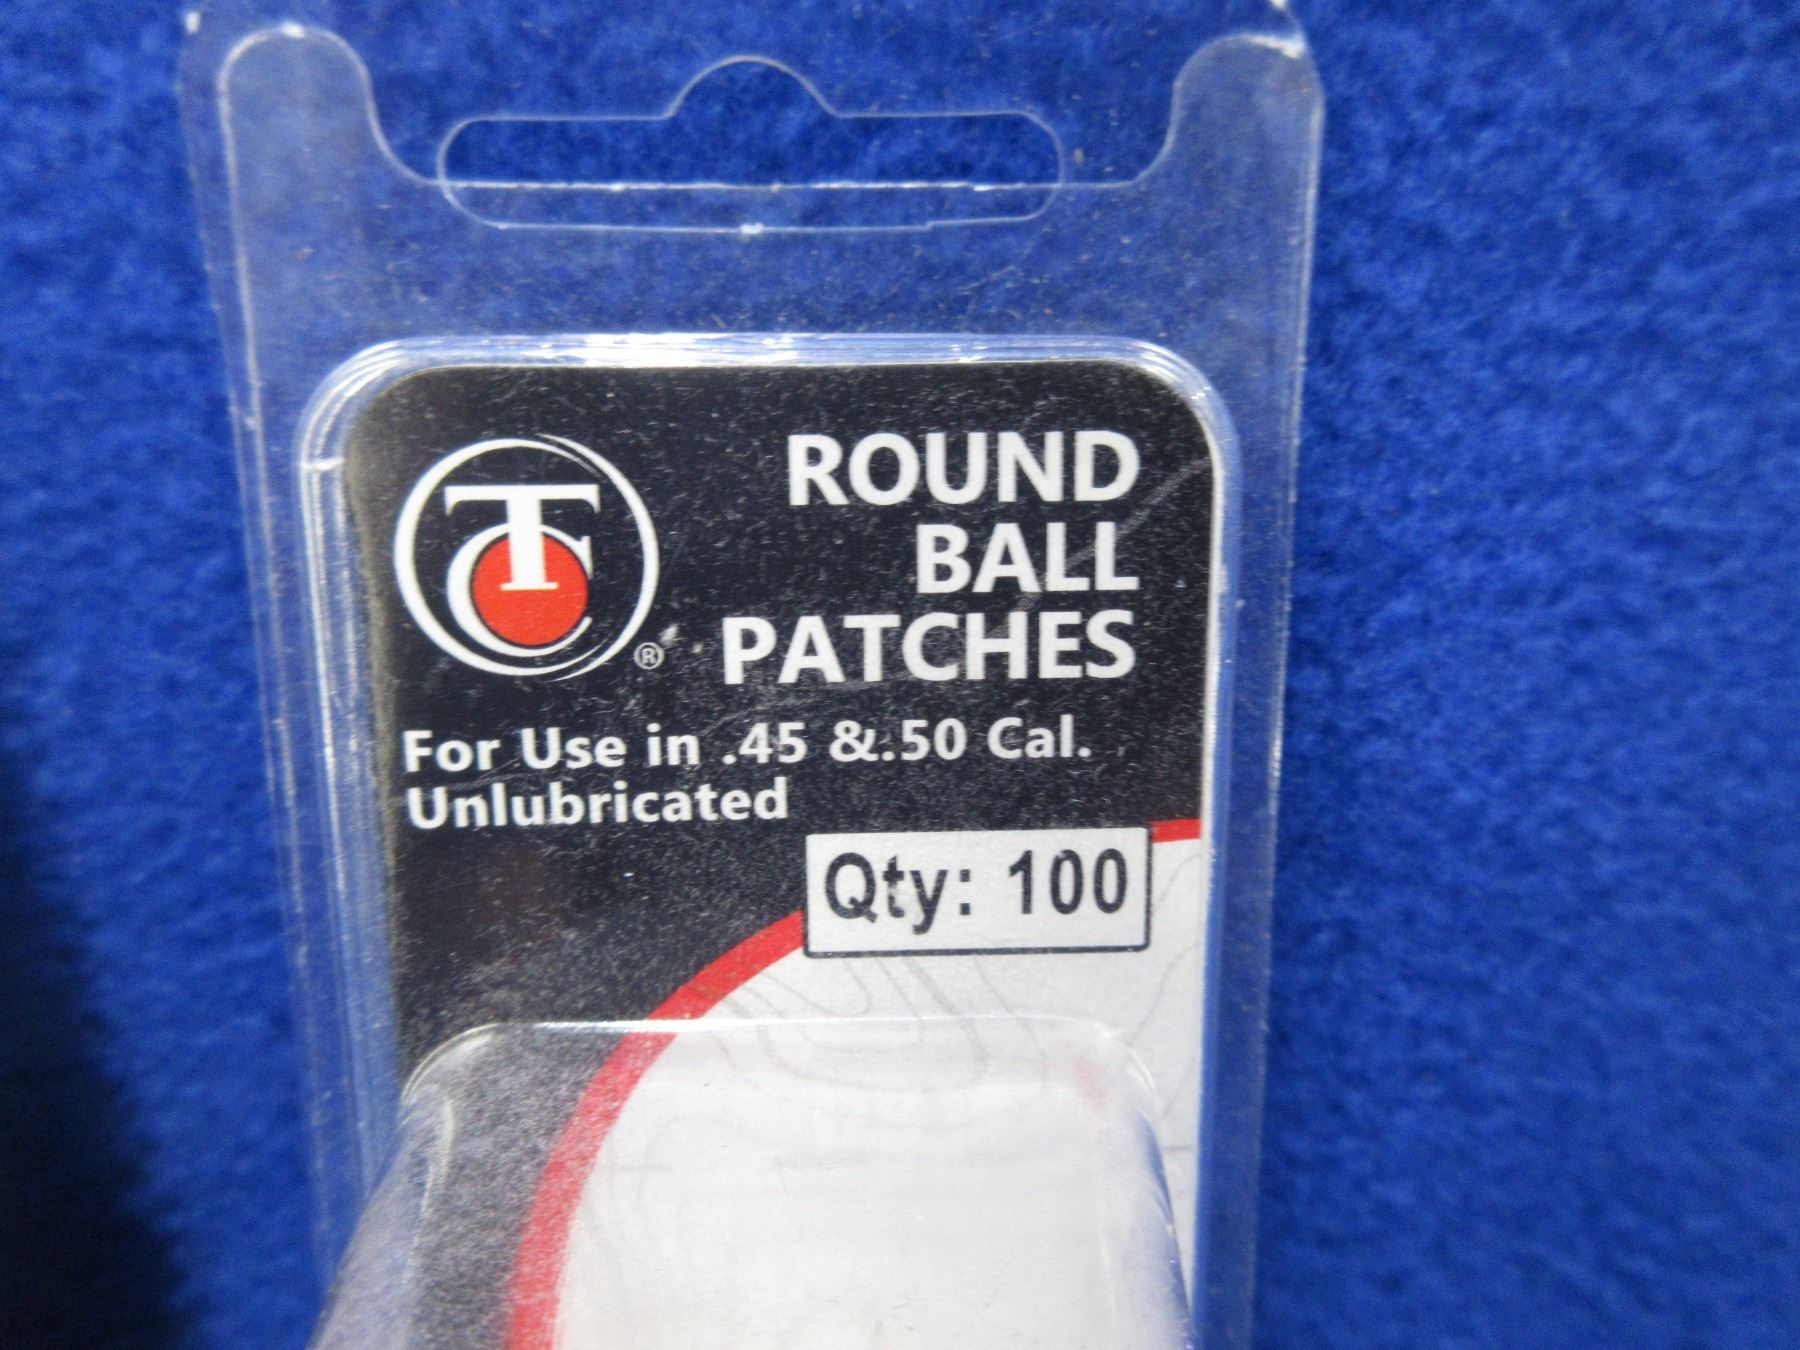 TC
®
ROUND
BALL
PATCHES
For Use in .45 &.50 Cal.
Unlubricated
Qty: 100